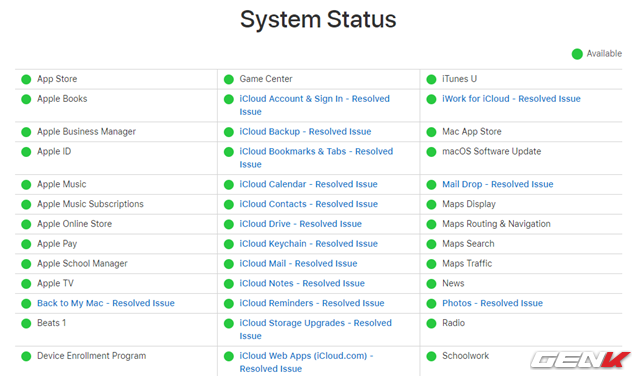 System Status
Available
App Store
Game Center
iTunes U
Apple Books
iCloud Account & Sign In - Resolved
Issue
iWork for iCloud - Resolved Issue
Apple Business Manager
iCloud Backup - Resolved Issue
Mac App Store
Apple ID
iCloud Bookmarks & Tabs - Resolved
Issue
macOS Software Update
Apple Music
iCloud Calendar - Resolved Issue
Mail Drop - Resolved Issue
Apple Music Subscriptions
iCloud Contacts - Resolved Issue
Maps Display
Apple Online Store
iCloud Drive - Resolved Issue
Maps Routing & Navigation
Apple Pay
iCloud Keychain - Resolved Issue
Maps Search
Apple School Manager
iCloud Mail - Resolved Issue
Maps Traffic
Apple TV
iCloud Notes - Resolved Issue
News
Back to My Mac - Resolved Issue
iCloud Reminders - Resolved Issue
Photos - Resolved Issue
Beats 1
iCloud Storage Upgrades - Resolved
Issue
Radio
Device Enrollment Program
iCloud Web Apps (iCloud.com) -
Resolved Issue
Schoolwork
GENK